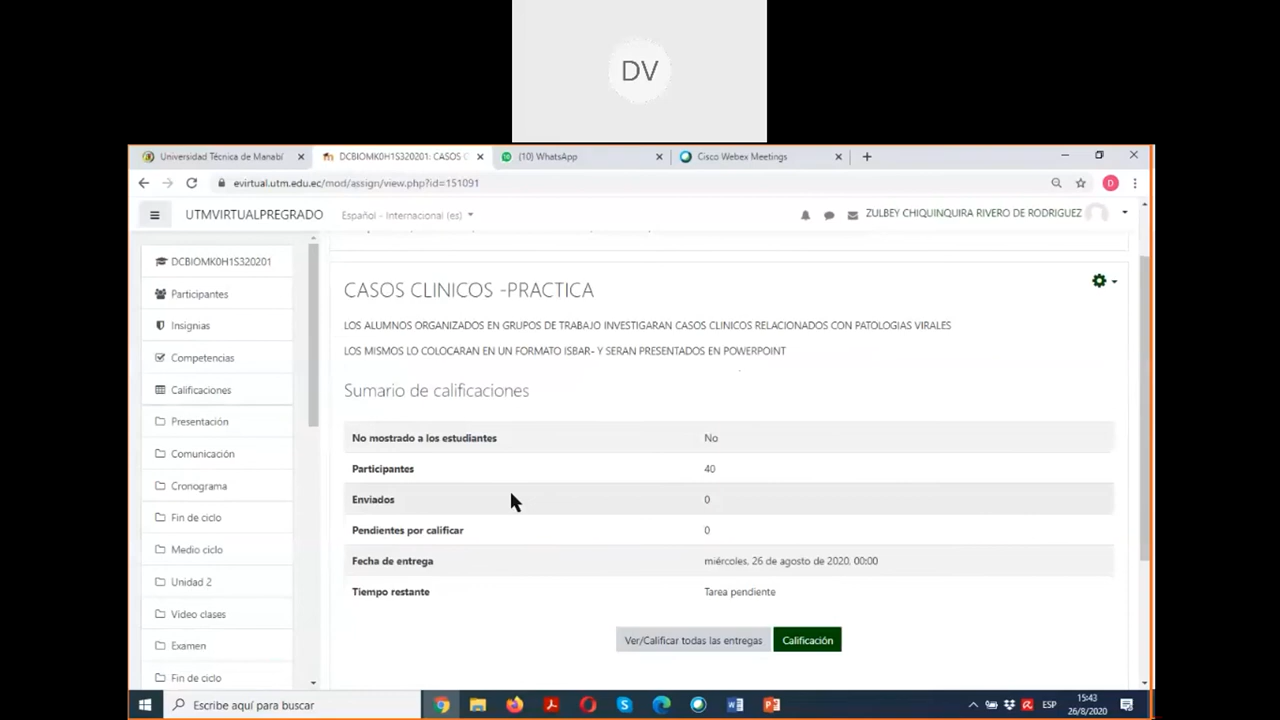 DV
Universidad Técnica de Manabí
DCBIOMK0H1S320201: CASOS C
(10) WhatsApp
Cisco Webex Meetings
evirtual.utm.edu.ec/mod/assign/view.php?id=151091
D
UTMVIRTUALPREGRADO
Español - Internacional (es)
ZULBEY CHIQUINQUIRA RIVERO DE RODRIGUEZ
DCBIOMK0H1S320201
Participantes
Insignias
Competencias
Calificaciones
Presentación
Comunicación
Cronograma
Fin de ciclo
Medio ciclo
Unidad 2
Video clases
Examen
Fin de ciclo
CASOS CLINICOS -PRACTICA
LOS ALUMNOS ORGANIZADOS EN GRUPOS DE TRABAJO INVESTIGARAN CASOS CLINICOS RELACIONADOS CON PATOLOGIAS VIRALES
LOS MISMOS LO COLOCARAN EN UN FORMATO ISBAR- Y SERAN PRESENTADOS EN POWERPOINT
Sumario de calificaciones
No mostrado a los estudiantes No
Participantes 40
Enviados 0
Pendientes por calificar 0
Fecha de entrega miércoles, 26 de agosto de 2020, 00:00
Tiempo restante Tarea pendiente
Ver/Calificar todas las entregas Calificación
Escribe aquí para buscar
ESP
15:43
26/8/2020